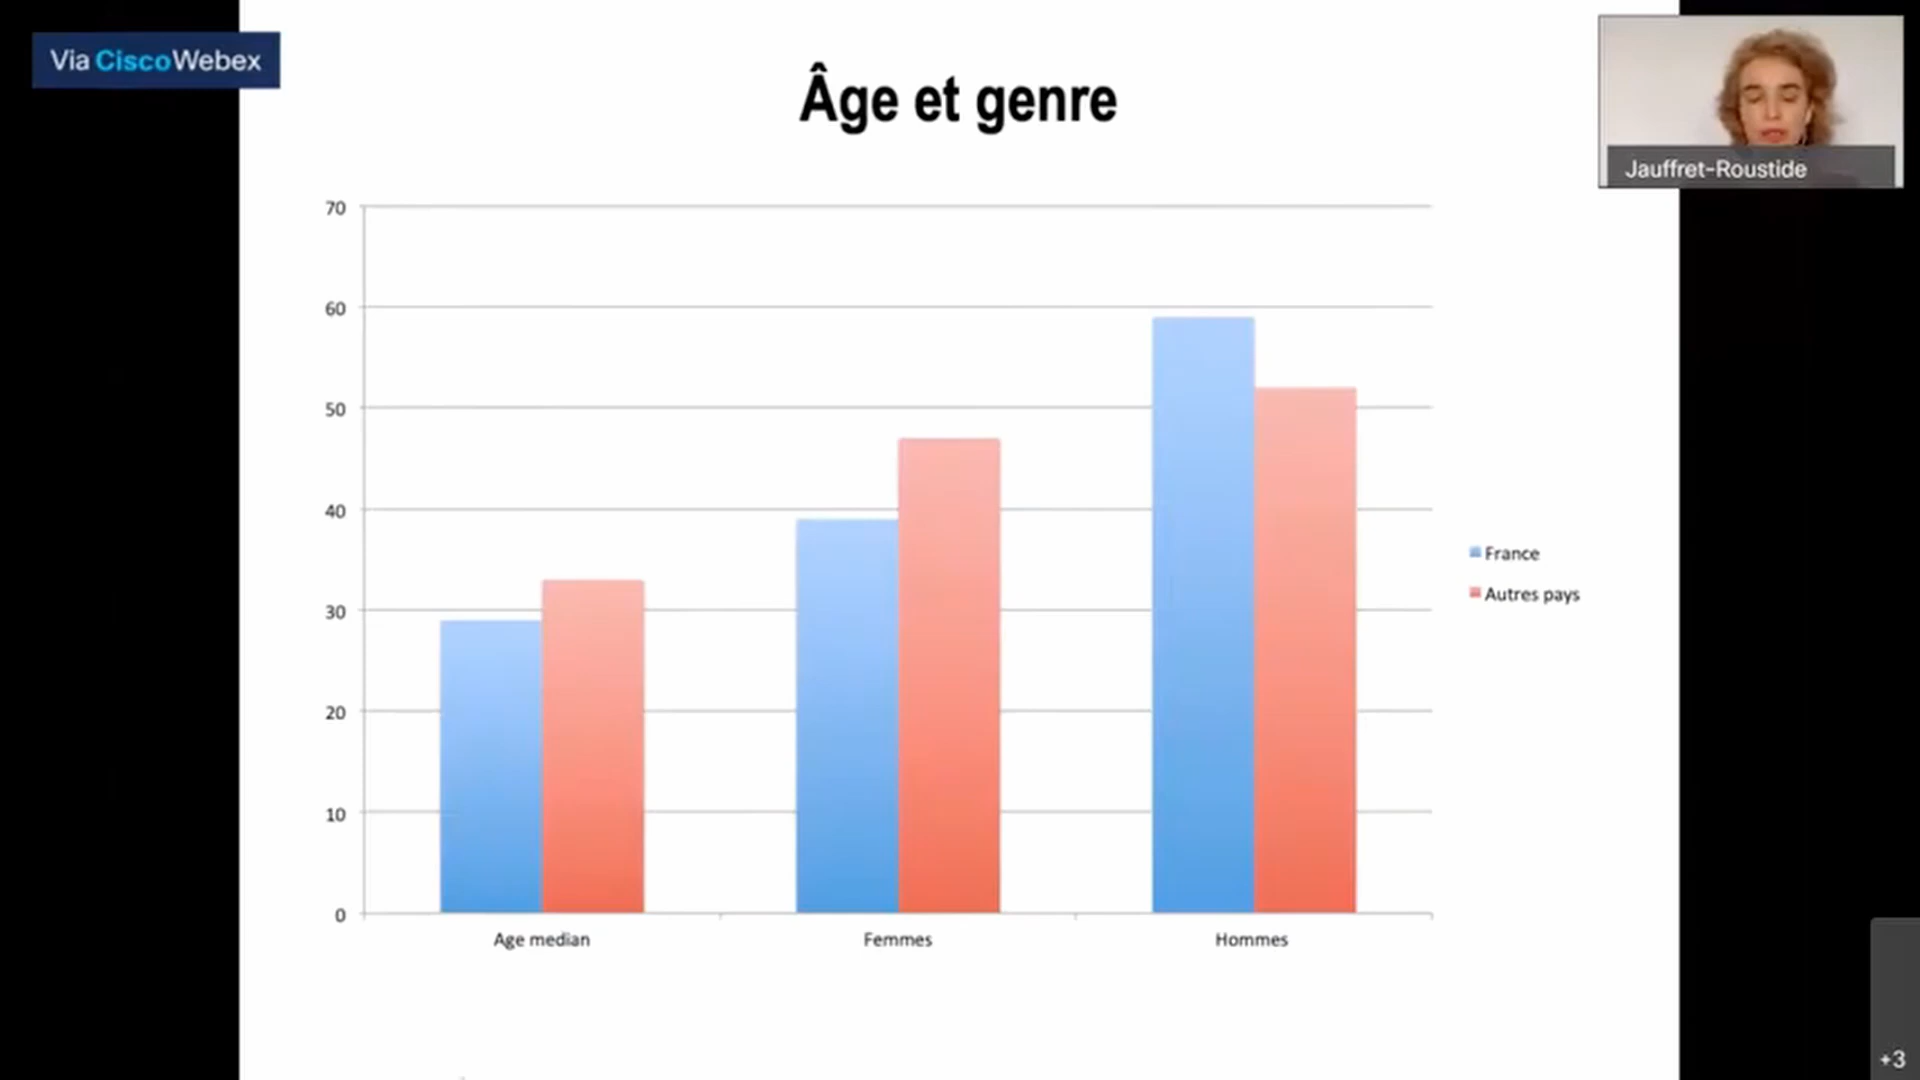 Via CiscoWebex
Âge et genre
Jauffret-Roustide
70
60
50
40
30
20
10
0
Age median
Femmes
Hommes
France
Autres pays
+3